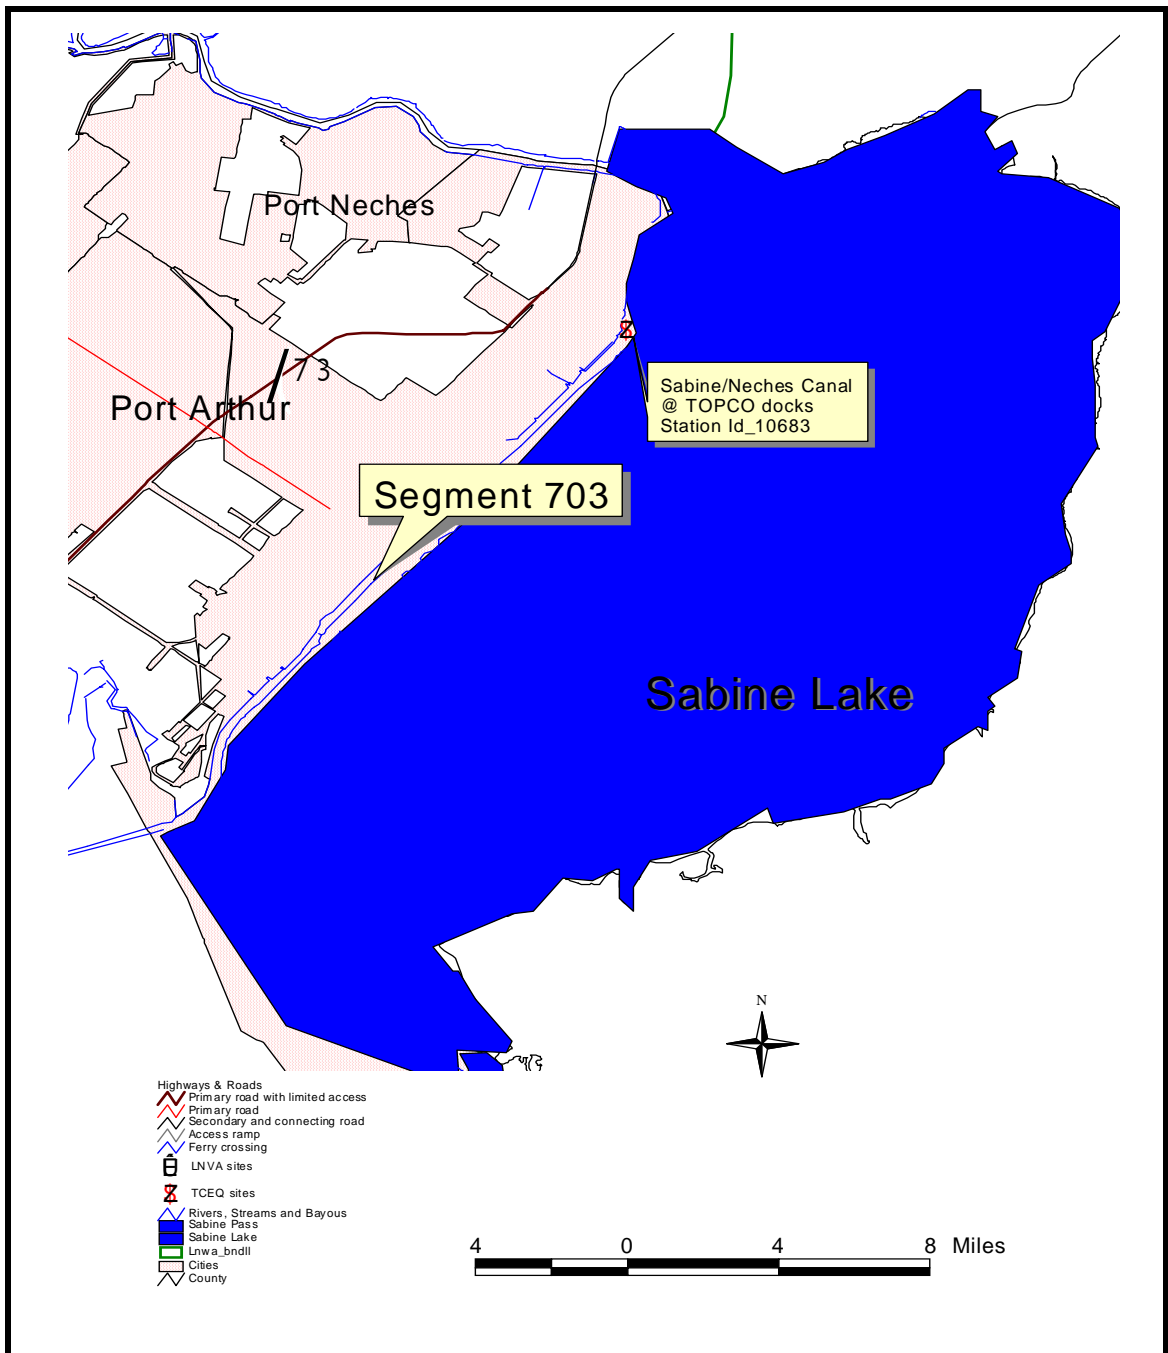 Port Neches
73
Port Arthur
Sabine/Neches Canal
@ TOPCO docks
Station Id_10683
Segment 703
Sabine Lake
N
Highways & Roads
Primary road with limited access
Primary road
Secondary and connecting road
Access ramp
Ferry crossing
LNVA sites
TCEQ sites
Rivers, Streams and Bayous
Sabine Pass
Sabine Lake
Lnwa_bndll
Cities
County
4 0 4 8 Miles